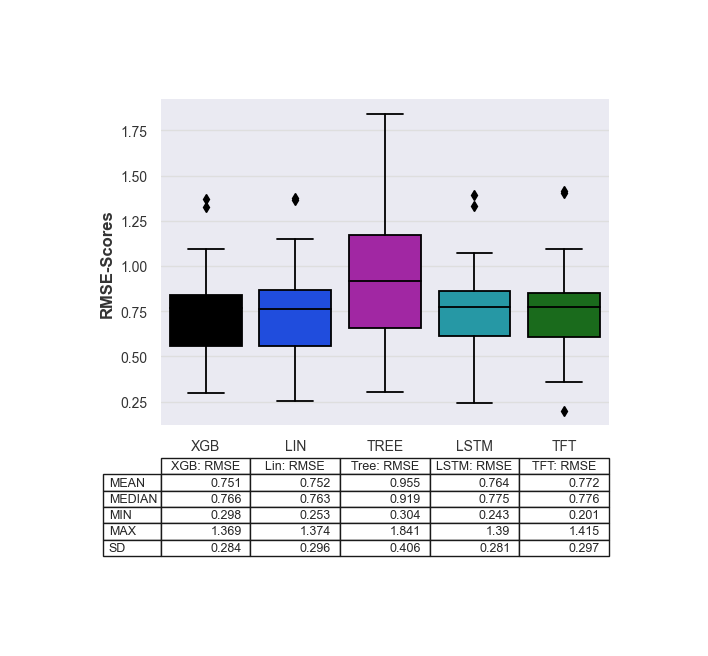 RMSE-Scores
1.75
1.50
1.25
1.00
0.75
0.50
0.25
XGB LIN TREE LSTM TFT
XGB: RMSE Lin: RMSE Tree: RMSE LSTM: RMSE TFT: RMSE
MEAN 0.751 0.752 0.955 0.764 0.772
MEDIAN 0.766 0.763 0.919 0.775 0.776
MIN 0.298 0.253 0.304 0.243 0.201
MAX 1.369 1.374 1.841 1.39 1.415
SD 0.284 0.296 0.406 0.281 0.297